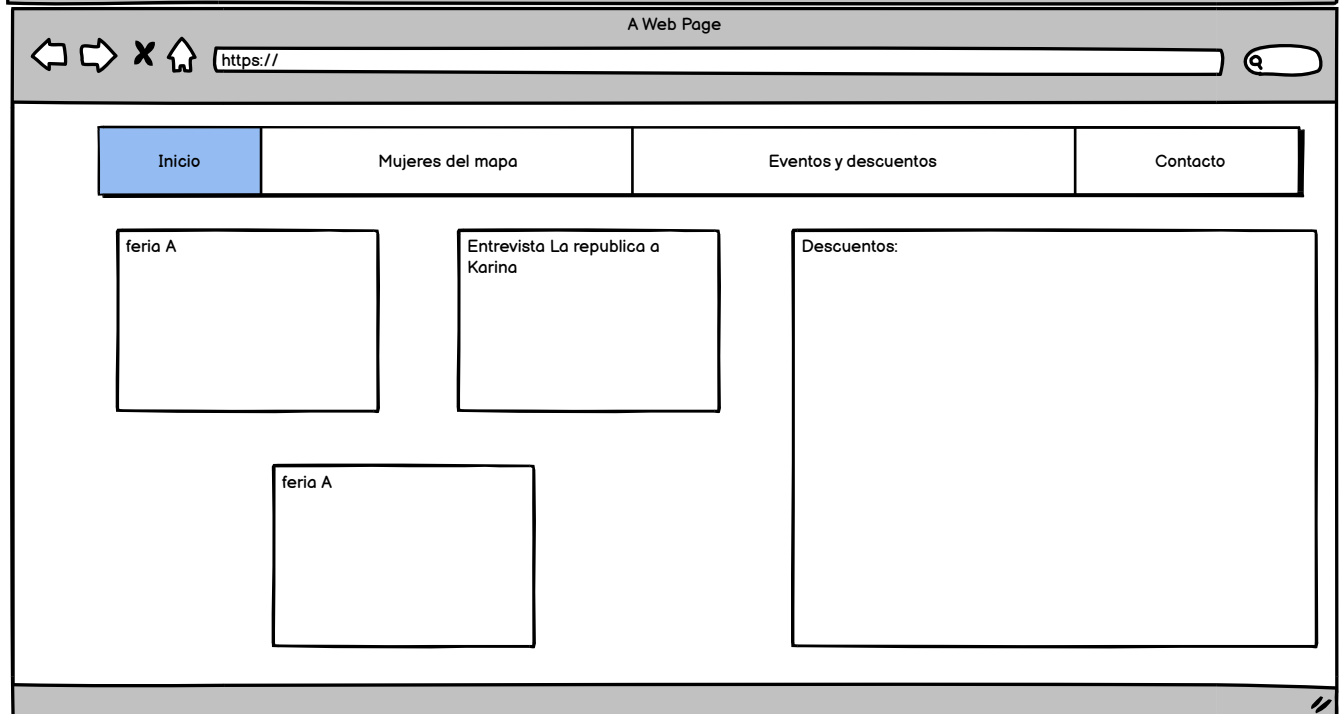 A Web Page
https://
Inicio
Mujeres del mapa
Eventos y descuentos
Contacto
feria A
Entrevista La republica a
Karina
Descuentos:
feria A